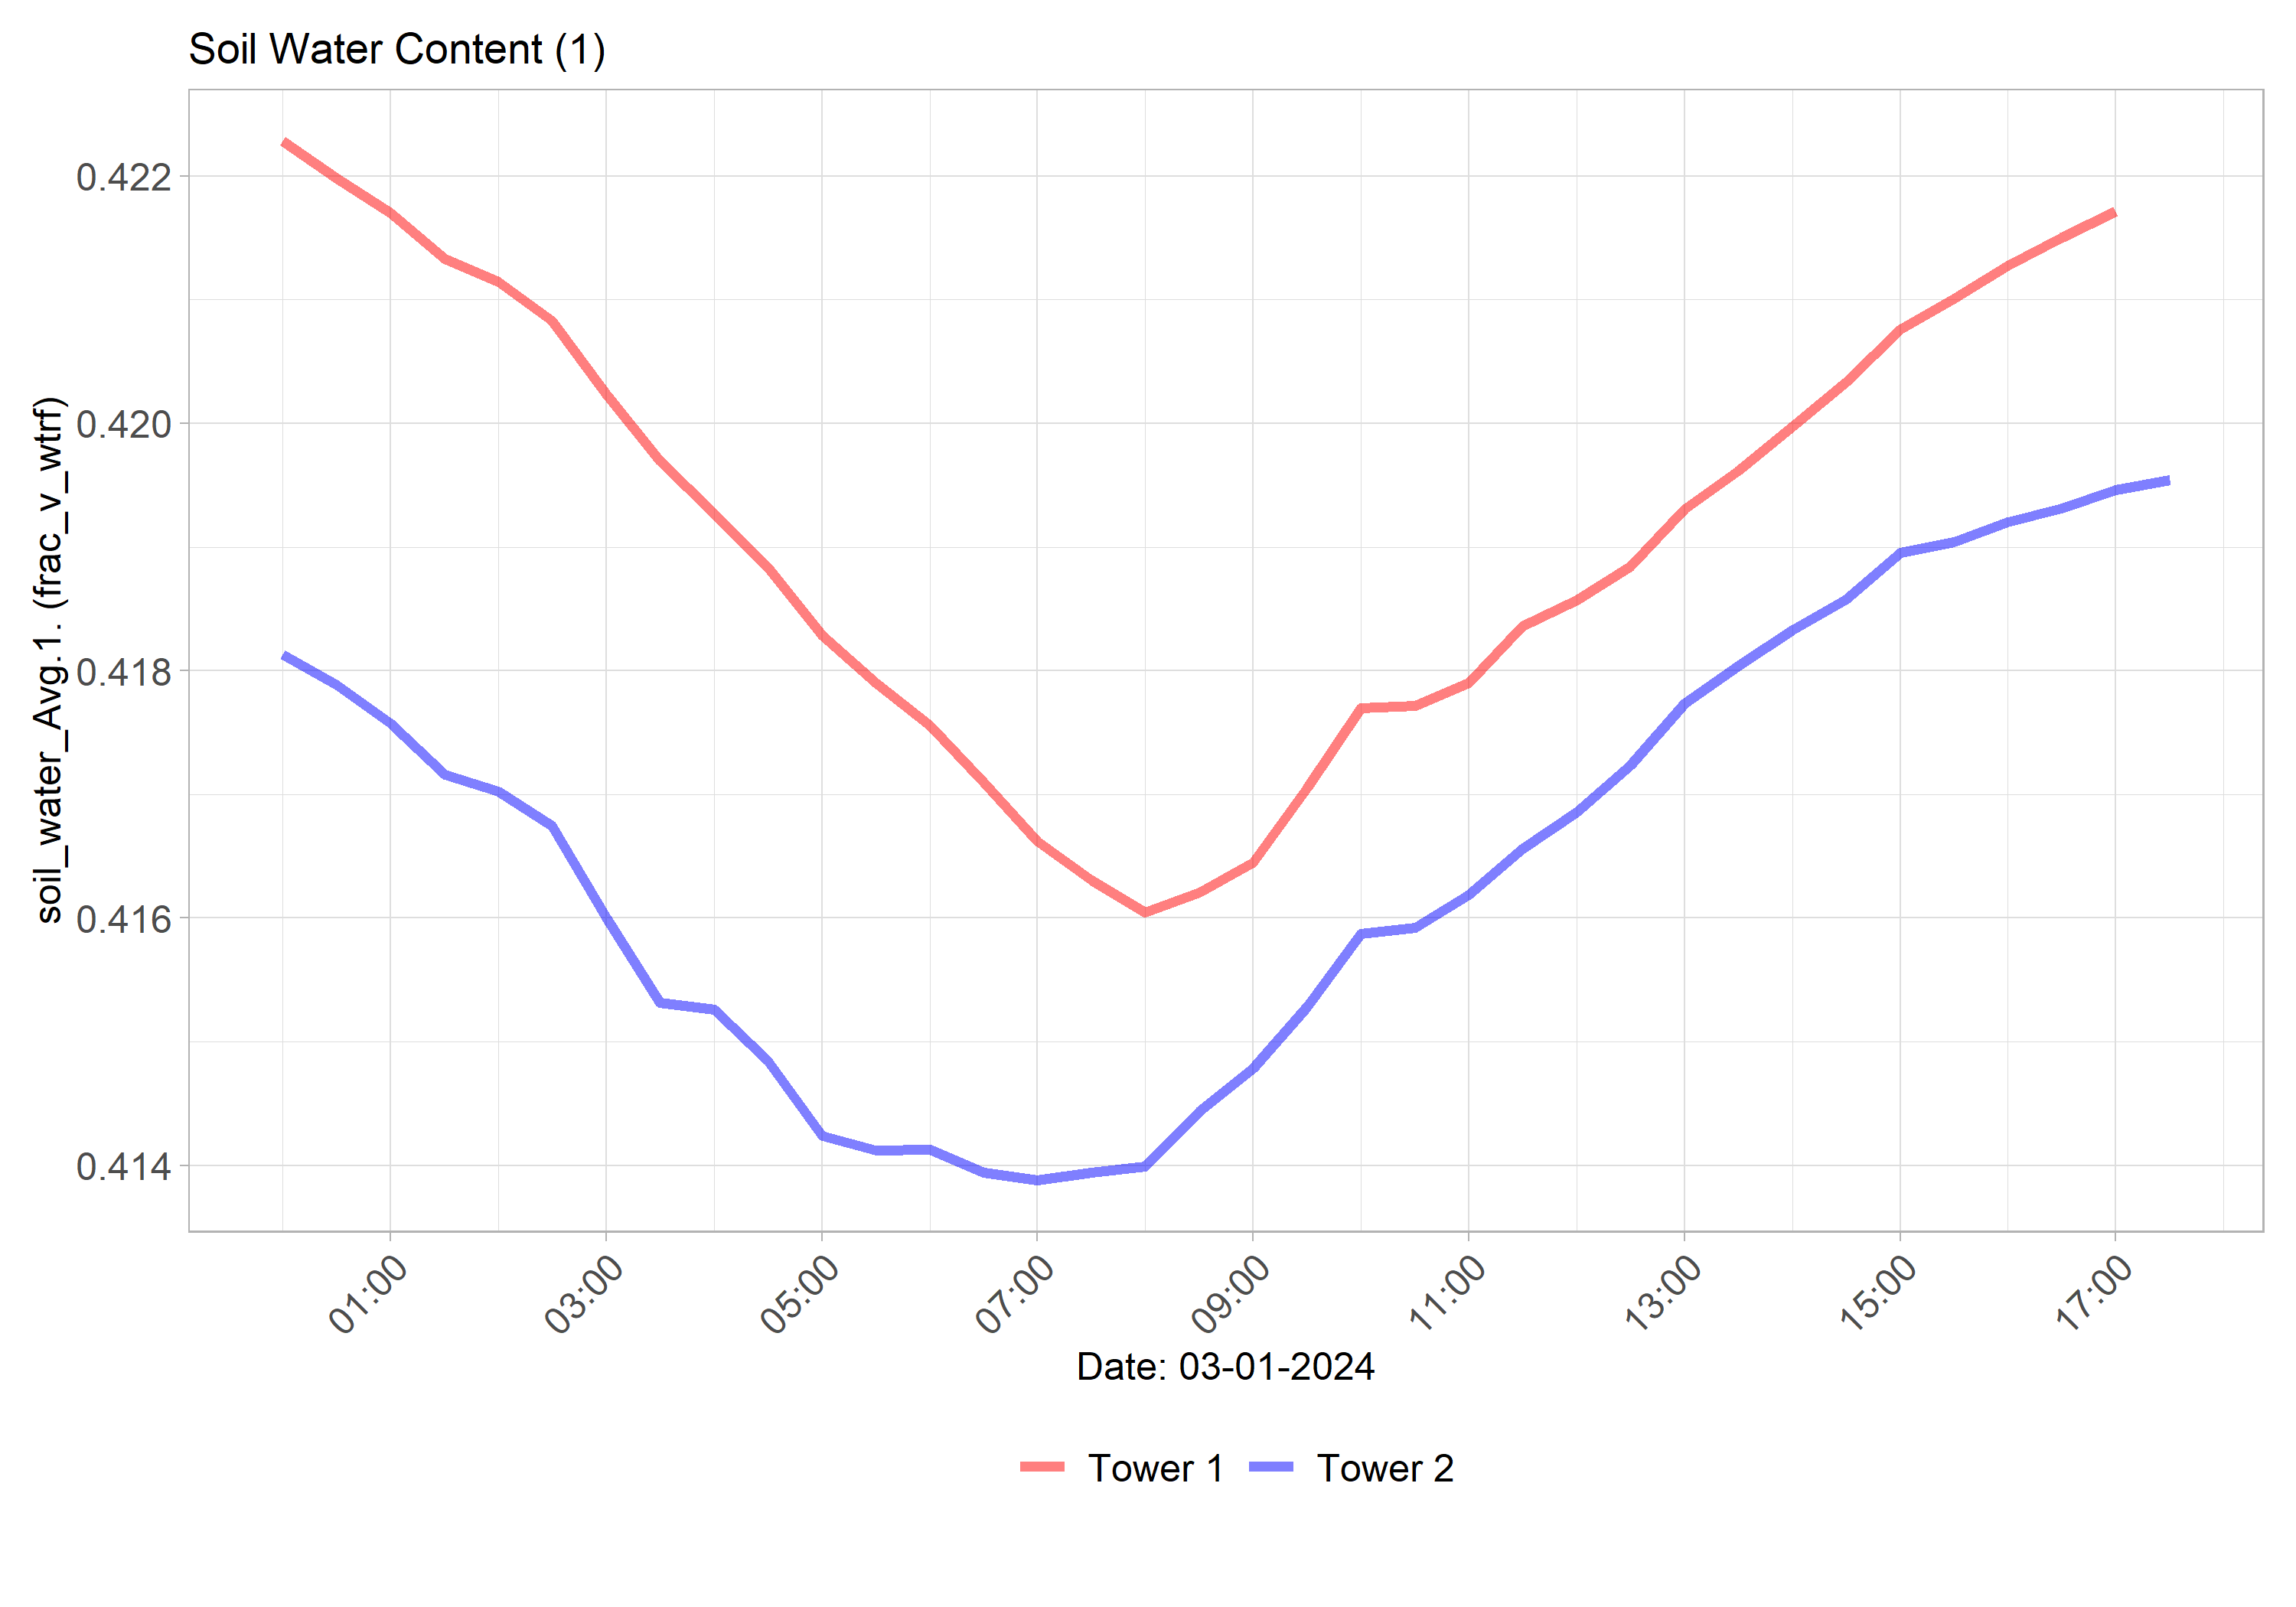 Soil Water Content (1)
soil_water_Avg.1. (frac_v_wtrf)
0.422
0.420
0.418
0.416
0.414
01:00
03:00
05:00
07:00
09:00
11:00
13:00
15:00
17:00
Date: 03-01-2024
Tower 1
Tower 2